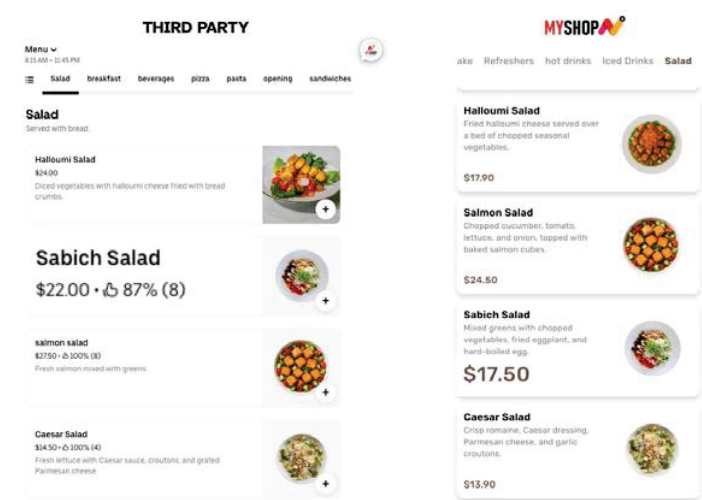 THIRD PARTY
Menu
8:15 AM – 11:45 PM
Salad breakfast beverages pizza pasta opening sandwiches
Salad
Served with bread.
Halloumi Salad
$24.00
Diced vegetables with halloumi cheese fried with bread
crumbs.
+
Sabich Salad
$22.00 • 87% (8)
+
salmon salad
$27.50 • 100% (8)
Fresh salmon mixed with greens
+
Caesar Salad
$14.50 • 100% (4)
Fresh lettuce with Caesar sauce, croutons, and grated
Parmesan cheese
+
MYSHOP
ake Refreshers hot drinks Iced Drinks Salad
Halloumi Salad
Fried halloumi cheese served over
a bed of chopped seasonal
vegetables.
$17.90
Salmon Salad
Chopped cucumber, tomato,
lettuce, and onion, topped with
baked salmon cubes.
$24.50
Sabich Salad
Mixed greens with chopped
vegetables, fried eggplant, and
hard-boiled egg.
$17.50
Caesar Salad
Crisp romaine, Caesar dressing,
Parmesan cheese, and garlic
croutons.
$13.90